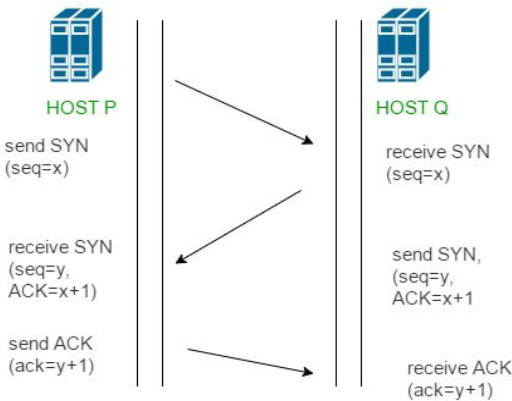 HOST P
HOST Q
send SYN
(seq=x)
receive SYN
(seq=x)
receive SYN
(seq=y,
ACK=x+1)
send SYN,
(seq=y,
ACK=x+1
send ACK
(ack=y+1)
receive ACK
(ack=y+1)